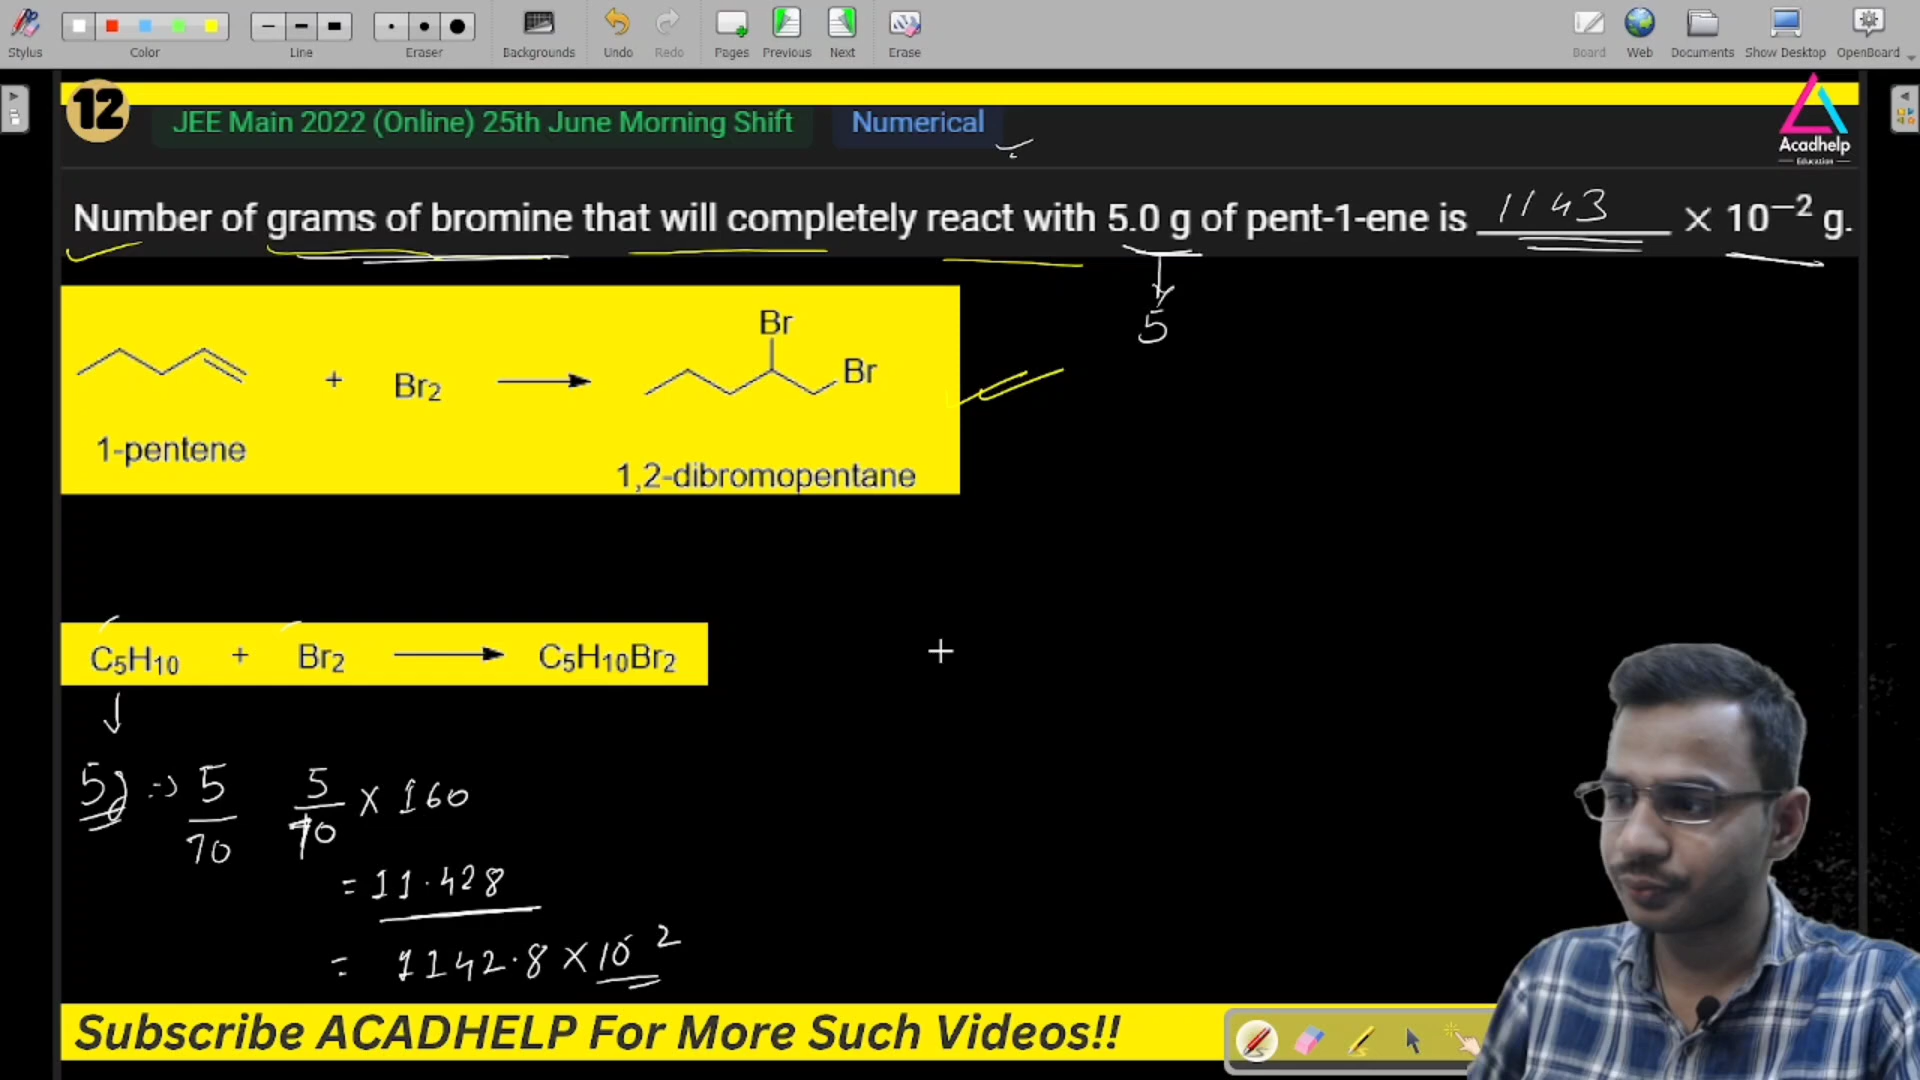 Stylus Color Line Eraser Backgrounds Undo Redo Pages Previous Next Erase Board Web Documents Show Desktop OpenBoard
12
JEE Main 2022 (Online) 25th June Morning Shift Numerical
Acadhelp
Education
Number of grams of bromine that will completely react with 5.0 g of pent-1-ene is 1143 × 10⁻² g.
5
Br
Br
+ Br₂
1-pentene
1,2-dibromopentane
C₅H₁₀ + Br₂ C₅H₁₀Br₂
5g => 5/70 5/70 × 160
= 11.428
= 1142.8 × 10⁻²
Subscribe ACADHELP For More Such Videos!!